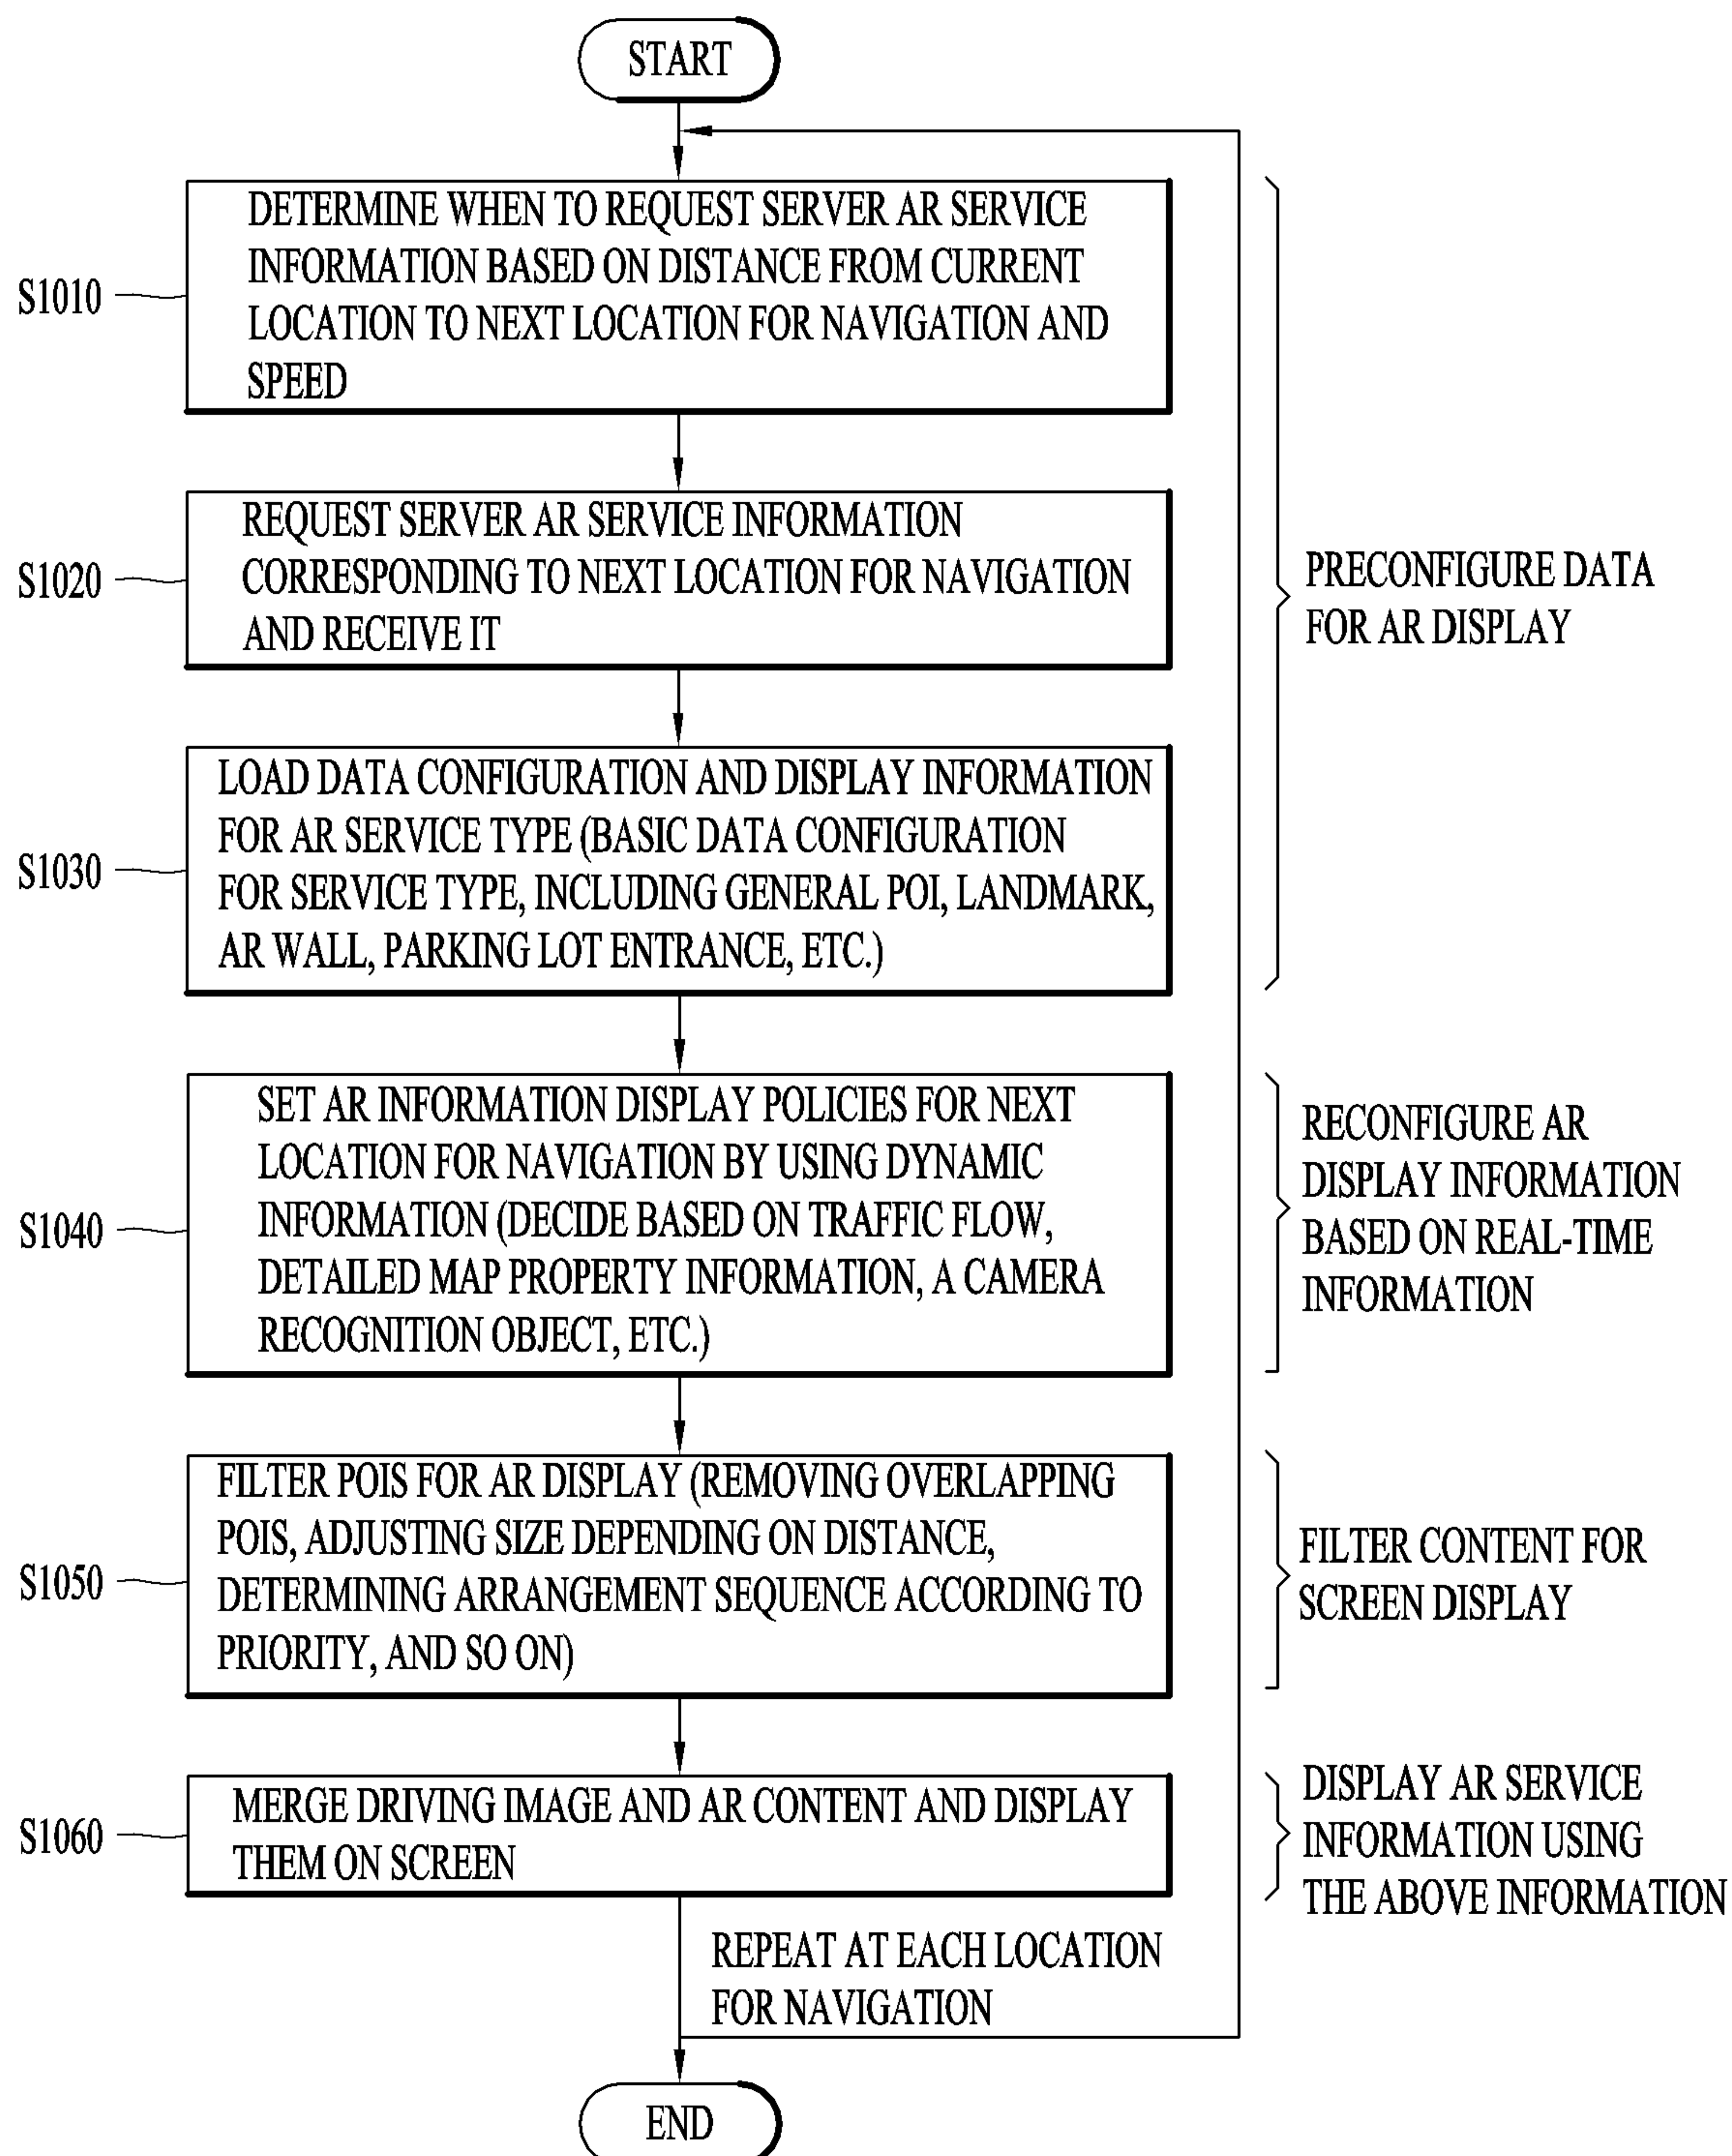 START
S1010
DETERMINE WHEN TO REQUEST SERVER AR SERVICE
INFORMATION BASED ON DISTANCE FROM CURRENT
LOCATION TO NEXT LOCATION FOR NAVIGATION AND
SPEED
S1020
REQUEST SERVER AR SERVICE INFORMATION
CORRESPONDING TO NEXT LOCATION FOR NAVIGATION
AND RECEIVE IT
S1030
LOAD DATA CONFIGURATION AND DISPLAY INFORMATION
FOR AR SERVICE TYPE (BASIC DATA CONFIGURATION
FOR SERVICE TYPE, INCLUDING GENERAL POI, LANDMARK,
AR WALL, PARKING LOT ENTRANCE, ETC.)
PRECONFIGURE DATA
FOR AR DISPLAY
S1040
SET AR INFORMATION DISPLAY POLICIES FOR NEXT
LOCATION FOR NAVIGATION BY USING DYNAMIC
INFORMATION (DECIDE BASED ON TRAFFIC FLOW,
DETAILED MAP PROPERTY INFORMATION, A CAMERA
RECOGNITION OBJECT, ETC.)
RECONFIGURE AR
DISPLAY INFORMATION
BASED ON REAL-TIME
INFORMATION
S1050
FILTER POIS FOR AR DISPLAY (REMOVING OVERLAPPING
POIS, ADJUSTING SIZE DEPENDING ON DISTANCE,
DETERMINING ARRANGEMENT SEQUENCE ACCORDING TO
PRIORITY, AND SO ON)
FILTER CONTENT FOR
SCREEN DISPLAY
S1060
MERGE DRIVING IMAGE AND AR CONTENT AND DISPLAY
THEM ON SCREEN
DISPLAY AR SERVICE
INFORMATION USING
THE ABOVE INFORMATION
REPEAT AT EACH LOCATION
FOR NAVIGATION
END